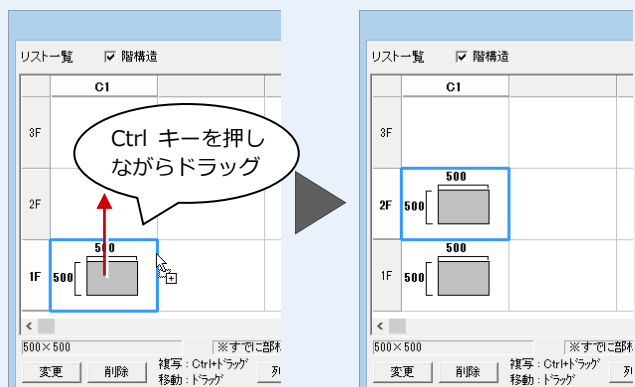 リスト一覧 階構造
C1
3F
Ctrl キーを押し
ながらドラッグ
2F
500
1F 500
500×500 ※すでに部材
変更 削除 複写：Ctrl+ドラッグ
移動：ドラッグ 列
リスト一覧 階構造
C1
3F
500
2F 500
500
1F 500
500×500 ※すでに部材
変更 削除 複写：Ctrl+ドラッグ
移動：ドラッグ 列